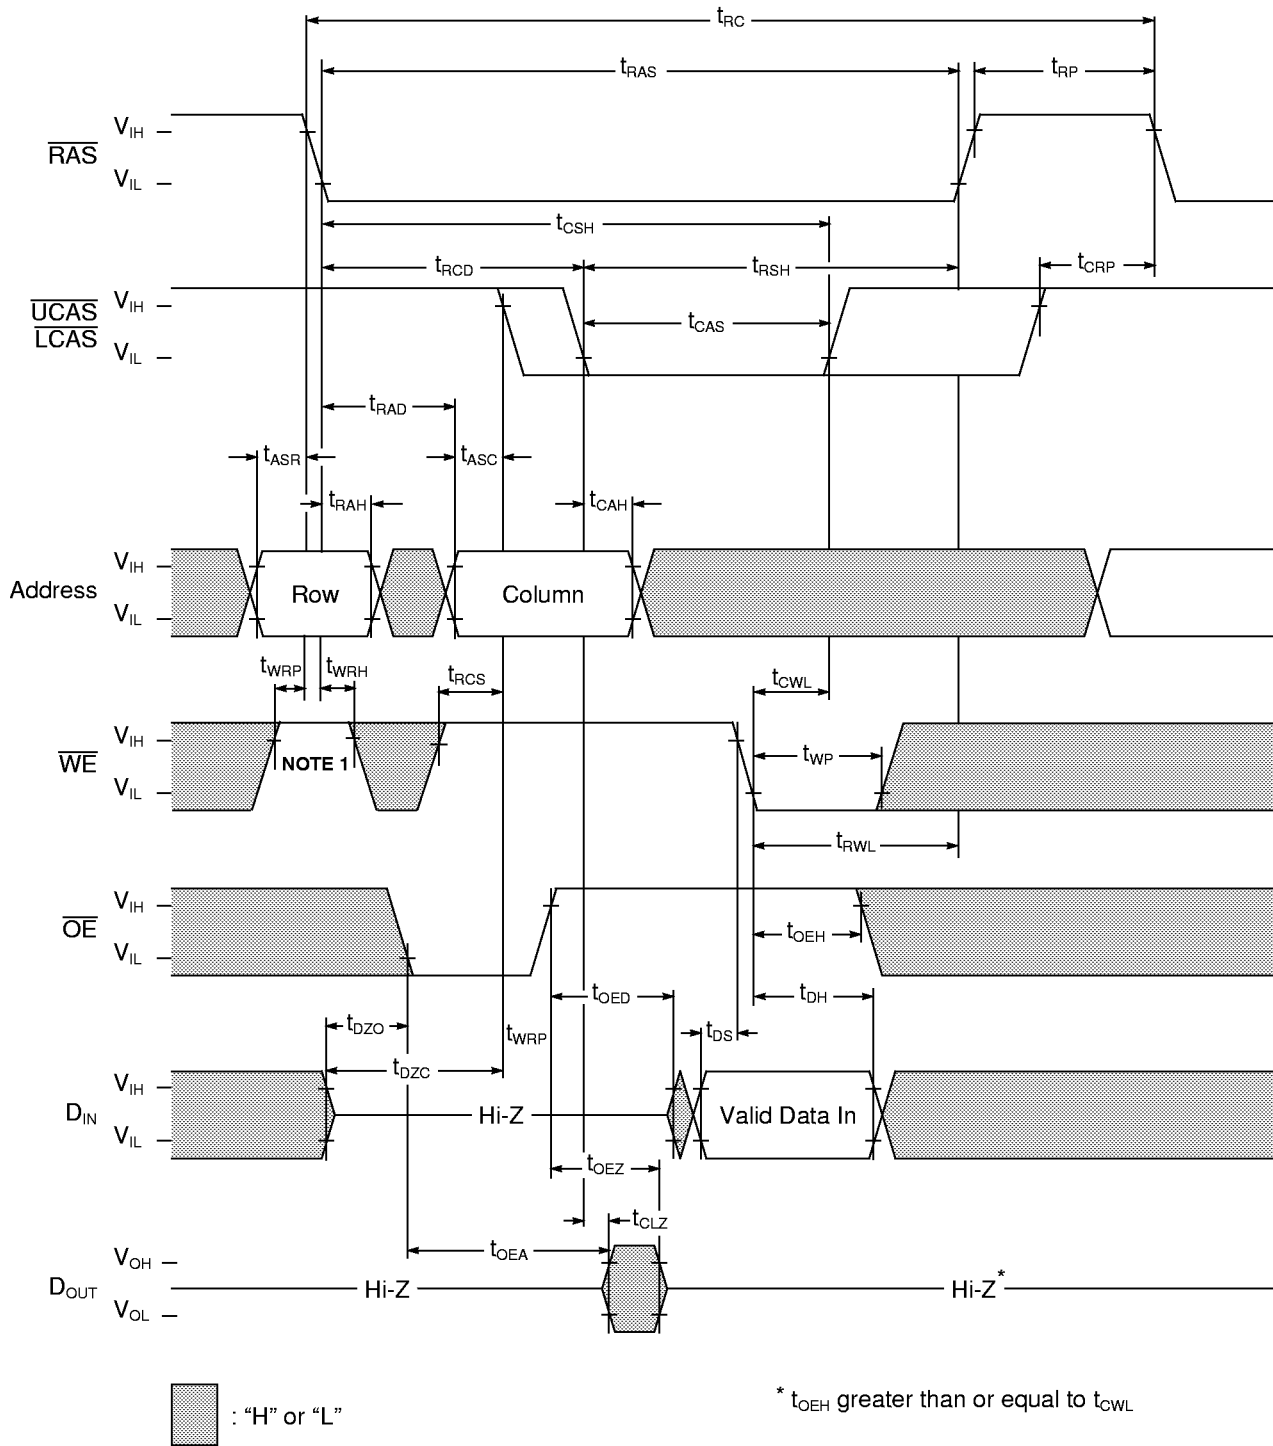 tRC
tRAS
tRP
RAS
VIH
VIL
tCSH
tRCD
tRSH
tCRP
UCAS
LCAS
VIH
tCAS
VIL
tRAD
tASR
tASC
tRAH
tCAH
Address
VIH
Row
Column
VIL
tWRP
tWRH
tRCS
tCWL
WE
VIH
NOTE 1
tWP
VIL
tRWL
OE
VIH
tOEH
VIL
tOED
tDH
tDZO
tWRP
tDS
tDZC
DIN
VIH
Hi-Z
Valid Data In
VIL
tOEZ
tCLZ
tOEA
DOUT
VOH
Hi-Z
Hi-Z*
VOL
: “H” or “L”
* tOEH greater than or equal to tCWL